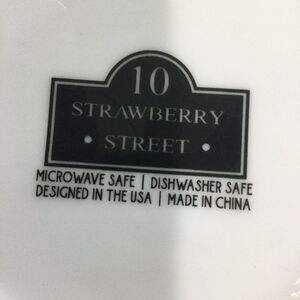 10
STRAWBERRY
• STREET •
MICROWAVE SAFE | DISHWASHER SAFE
DESIGNED IN THE USA | MADE IN CHINA